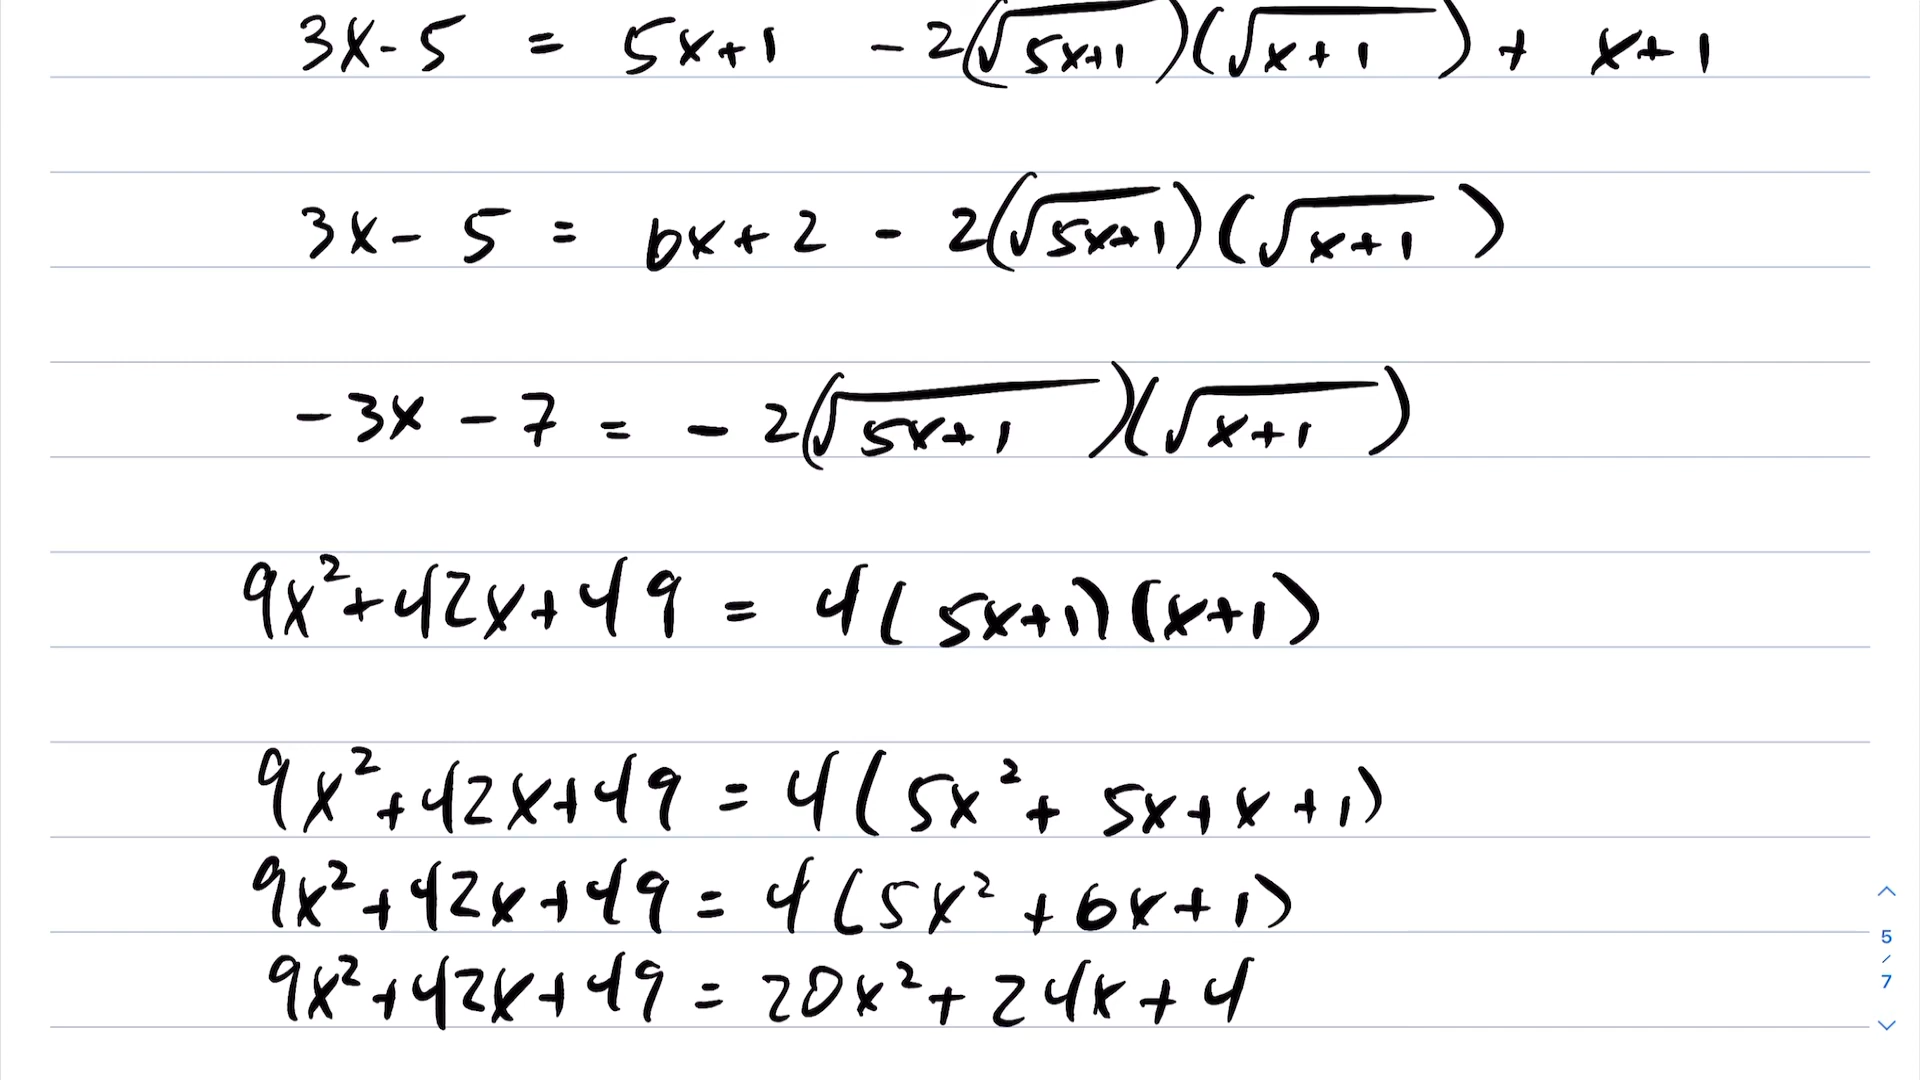 3x-5 = 5x+1 -2(√5x+1)(√x+1) + x+1
3x-5 = 6x+2 - 2(√5x+1)(√x+1)
-3x-7 = -2(√5x+1)(√x+1)
9x²+42x+49 = 4(5x+1)(x+1)
9x²+42x+49 = 4(5x²+5x+x+1)
9x²+42x+49 = 4(5x²+6x+1)
9x²+42x+49 = 20x²+24x+4
5
/
7